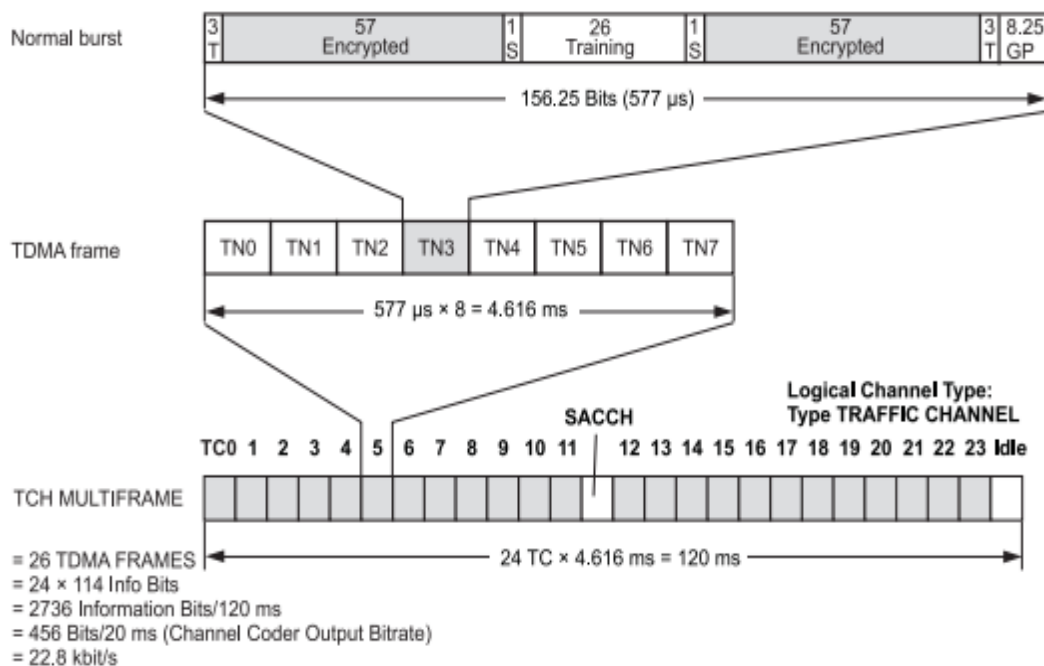 Normal burst
3 T
57 Encrypted
1 S
26 Training
1 S
57 Encrypted
3 T
8.25 GP
156.25 Bits (577 µs)
TDMA frame
TN0 TN1 TN2 TN3 TN4 TN5 TN6 TN7
577 µs × 8 = 4.616 ms
Logical Channel Type:
Type TRAFFIC CHANNEL
SACCH
TC0 1 2 3 4 5 6 7 8 9 10 11 12 13 14 15 16 17 18 19 20 21 22 23 Idle
TCH MULTIFRAME
24 TC × 4.616 ms = 120 ms
= 26 TDMA FRAMES
= 24 × 114 Info Bits
= 2736 Information Bits/120 ms
= 456 Bits/20 ms (Channel Coder Output Bitrate)
= 22.8 kbit/s